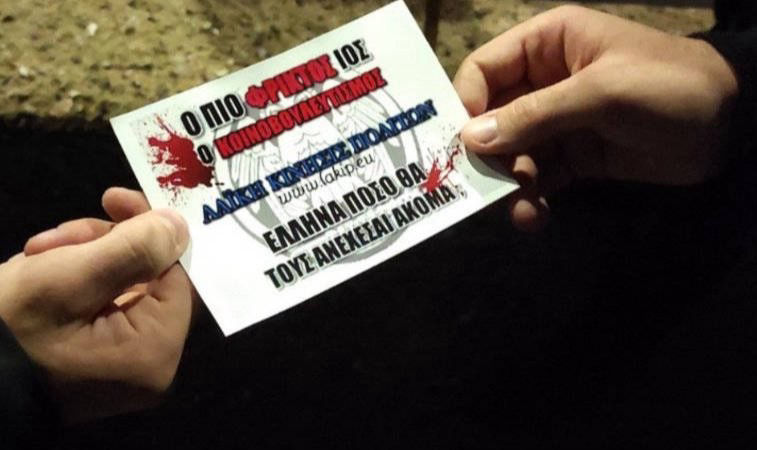 Ο ΠΙΟ ΦΡΙΚΤΟΣ ΙΟΣ
Ο ΚΟΙΝΟΒΟΥΛΕΥΤΙΣΜΟΣ
ΛΑΪΚΗ ΚΙΝΗΣΙΣ ΠΟΛΙΤΩΝ
www.lakip.eu
ΕΛΛΗΝΑ ΠΟΣΟ ΘΑ
ΤΟΥΣ ΑΝΕΧΕΣΑΙ ΑΚΟΜΑ ;